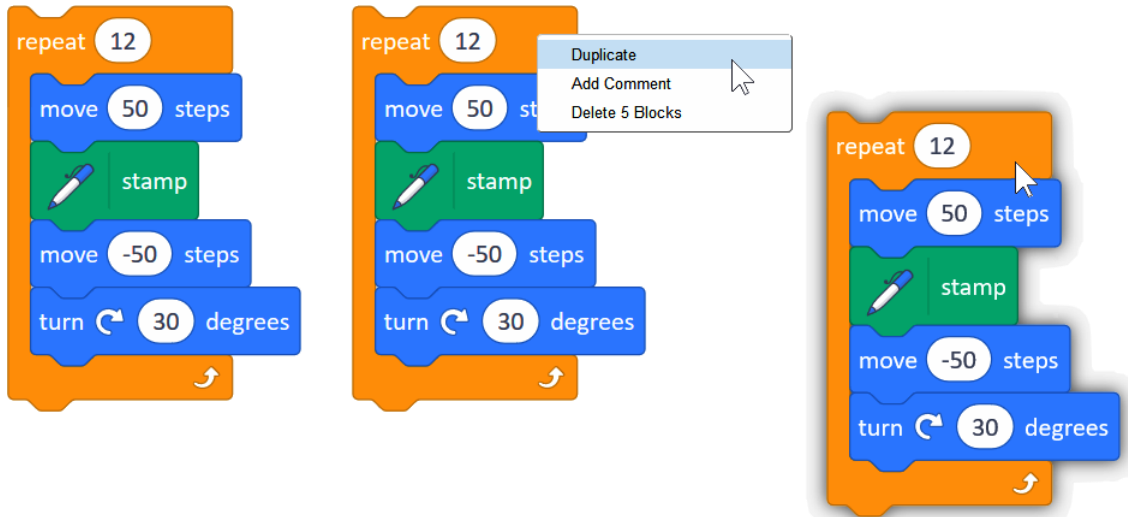 repeat 12
move 50 steps
stamp
move -50 steps
turn 30 degrees
repeat 12
move 50 st
stamp
move -50 steps
turn 30 degrees
Duplicate
Add Comment
Delete 5 Blocks
repeat 12
move 50 steps
stamp
move -50 steps
turn 30 degrees